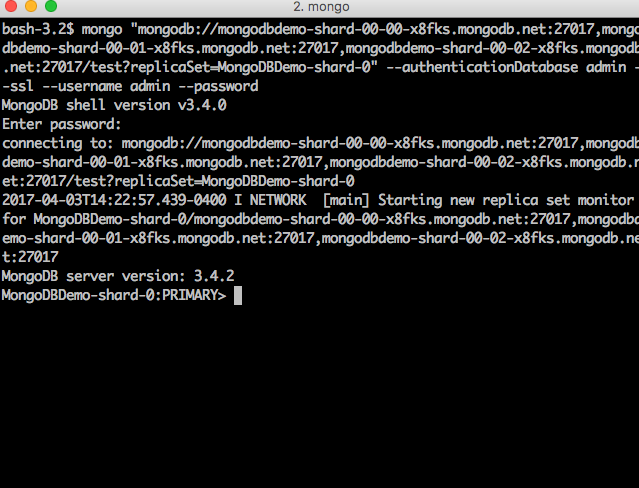 2. mongo
bash-3.2$ mongo "mongodb://mongodbdemo-shard-00-00-x8fks.mongodb.net:27017,mongo
dbdemo-shard-00-01-x8fks.mongodb.net:27017,mongodbdemo-shard-00-02-x8fks.mongodb
.net:27017/test?replicaSet=MongoDBDemo-shard-0" --authenticationDatabase admin -
-ssl --username admin --password
MongoDB shell version v3.4.0
Enter password:
connecting to: mongodb://mongodbdemo-shard-00-00-x8fks.mongodb.net:27017,mongodb
demo-shard-00-01-x8fks.mongodb.net:27017,mongodbdemo-shard-00-02-x8fks.mongodb.n
et:27017/test?replicaSet=MongoDBDemo-shard-0
2017-04-03T14:22:57.439-0400 I NETWORK  [main] Starting new replica set monitor
for MongoDBDemo-shard-0/mongodbdemo-shard-00-00-x8fks.mongodb.net:27017,mongodbd
emo-shard-00-01-x8fks.mongodb.net:27017,mongodbdemo-shard-00-02-x8fks.mongodb.ne
t:27017
MongoDB server version: 3.4.2
MongoDBDemo-shard-0:PRIMARY>